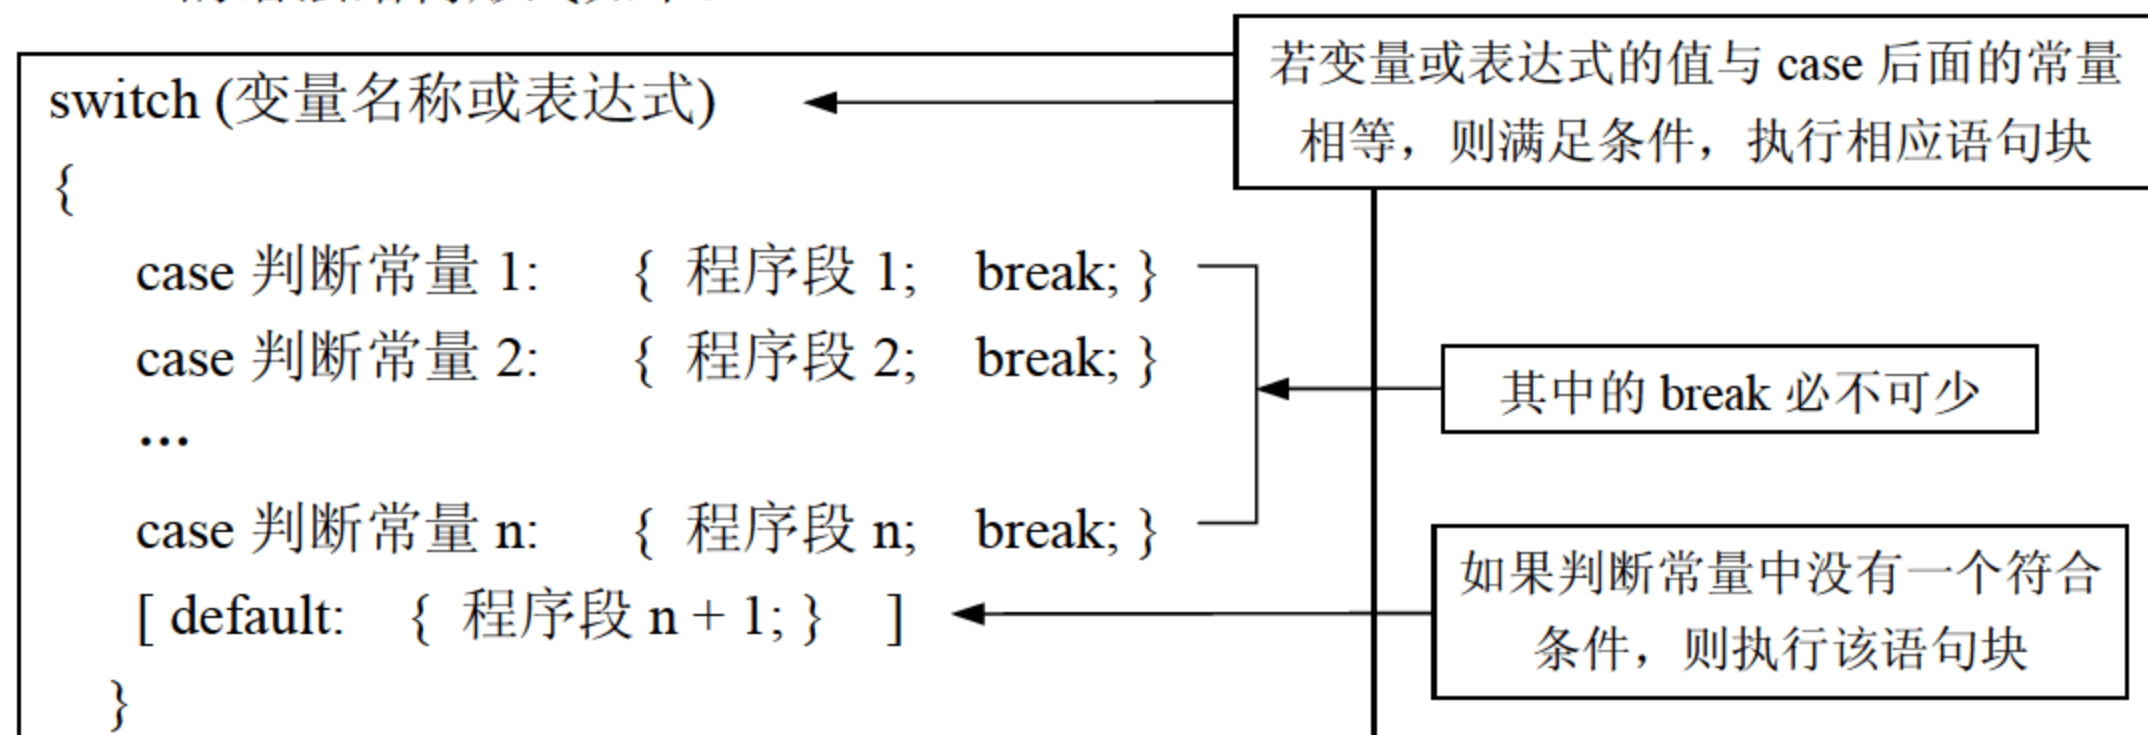 switch (变量名称或表达式)
{
case 判断常量 1: { 程序段 1; break; }
case 判断常量 2: { 程序段 2; break; }
...
case 判断常量 n: { 程序段 n; break; }
[ default: { 程序段 n + 1; } ]
}
若变量或表达式的值与 case 后面的常量
相等，则满足条件，执行相应语句块
其中的 break 必不可少
如果判断常量中没有一个符合
条件，则执行该语句块